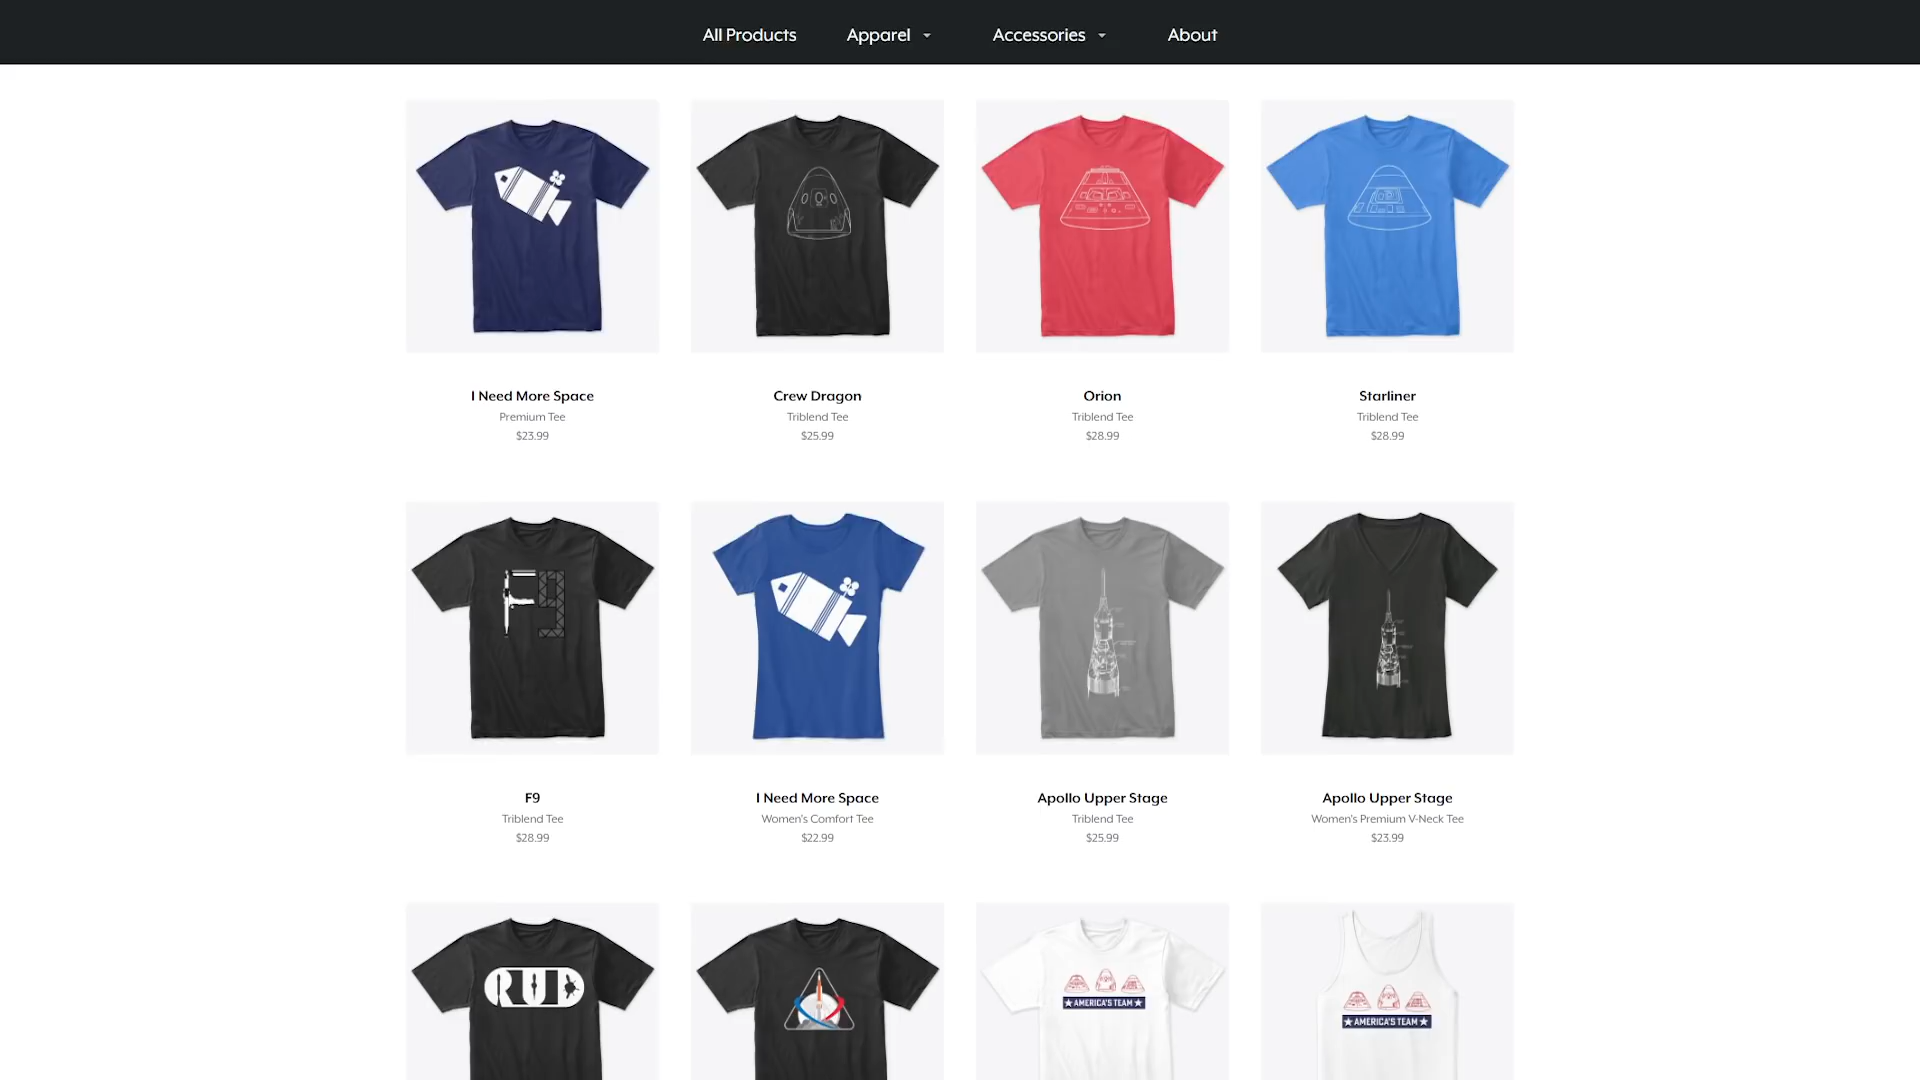 All Products Apparel Accessories About
I Need More Space
Premium Tee
$23.99
Crew Dragon
Triblend Tee
$25.99
Orion
Triblend Tee
$28.99
Starliner
Triblend Tee
$28.99
F9
F9
Triblend Tee
$28.99
I Need More Space
Women's Comfort Tee
$22.99
Apollo Upper Stage
Triblend Tee
$25.99
Apollo Upper Stage
Women's Premium V-Neck Tee
$23.99
RUD
AMERICA'S TEAM
AMERICA'S TEAM